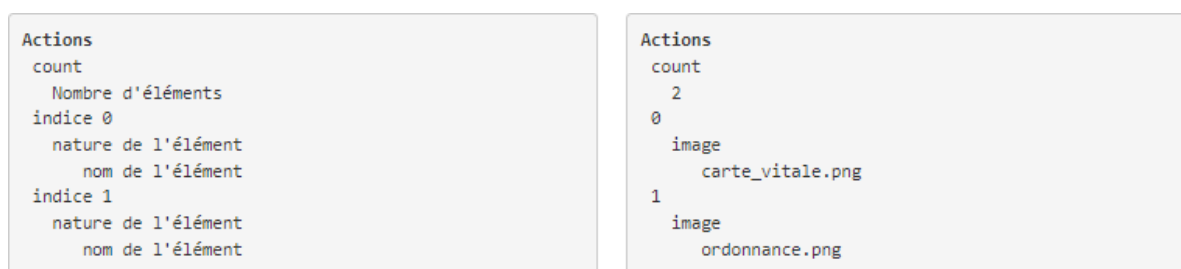 Actions
count
Nombre d'éléments
indice 0
nature de l'élément
nom de l'élément
indice 1
nature de l'élément
nom de l'élément
Actions
count
2
0
image
carte_vitale.png
1
image
ordonnance.png